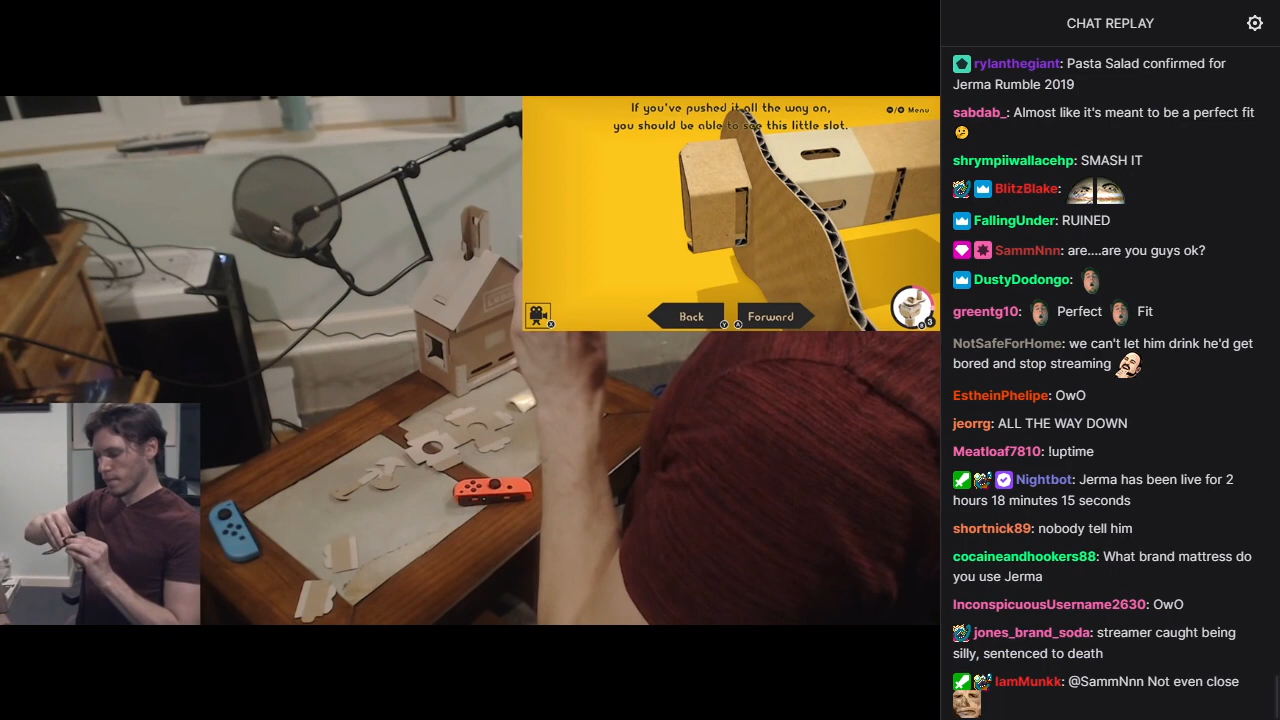 CHAT REPLAY
If you've pushed it all the way on,
you should be able to see this little slot.
Menu
Back
Forward
rylanthegiant: Pasta Salad confirmed for
Jerma Rumble 2019
sabdab_: Almost like it's meant to be a perfect fit
shrympiiwallacehp: SMASH IT
BlitzBlake:
FallingUnder: RUINED
SammNnn: are....are you guys ok?
DustyDodongo:
greentg10: Perfect Fit
NotSafeForHome: we can't let him drink he'd get
bored and stop streaming
EstheinPhelipe: OwO
jeorrg: ALL THE WAY DOWN
Meatloaf7810: !uptime
Nightbot: Jerma has been live for 2
hours 18 minutes 15 seconds
shortnick89: nobody tell him
cocaineandhookers88: What brand mattress do
you use Jerma
InconspicuousUsername2630: OwO
jones_brand_soda: streamer caught being
silly, sentenced to death
IamMunkk: @SammNnn Not even close